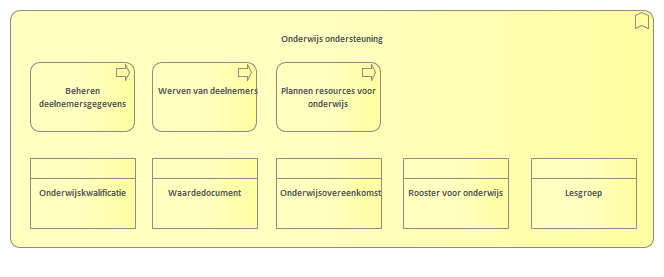 Onderwijs ondersteuning
Beheren
deelnemersgegevens
Werven van deelnemers
Plannen resources voor
onderwijs
Onderwijskwalificatie
Waardedocument
Onderwijsovereenkomst
Rooster voor onderwijs
Lesgroep